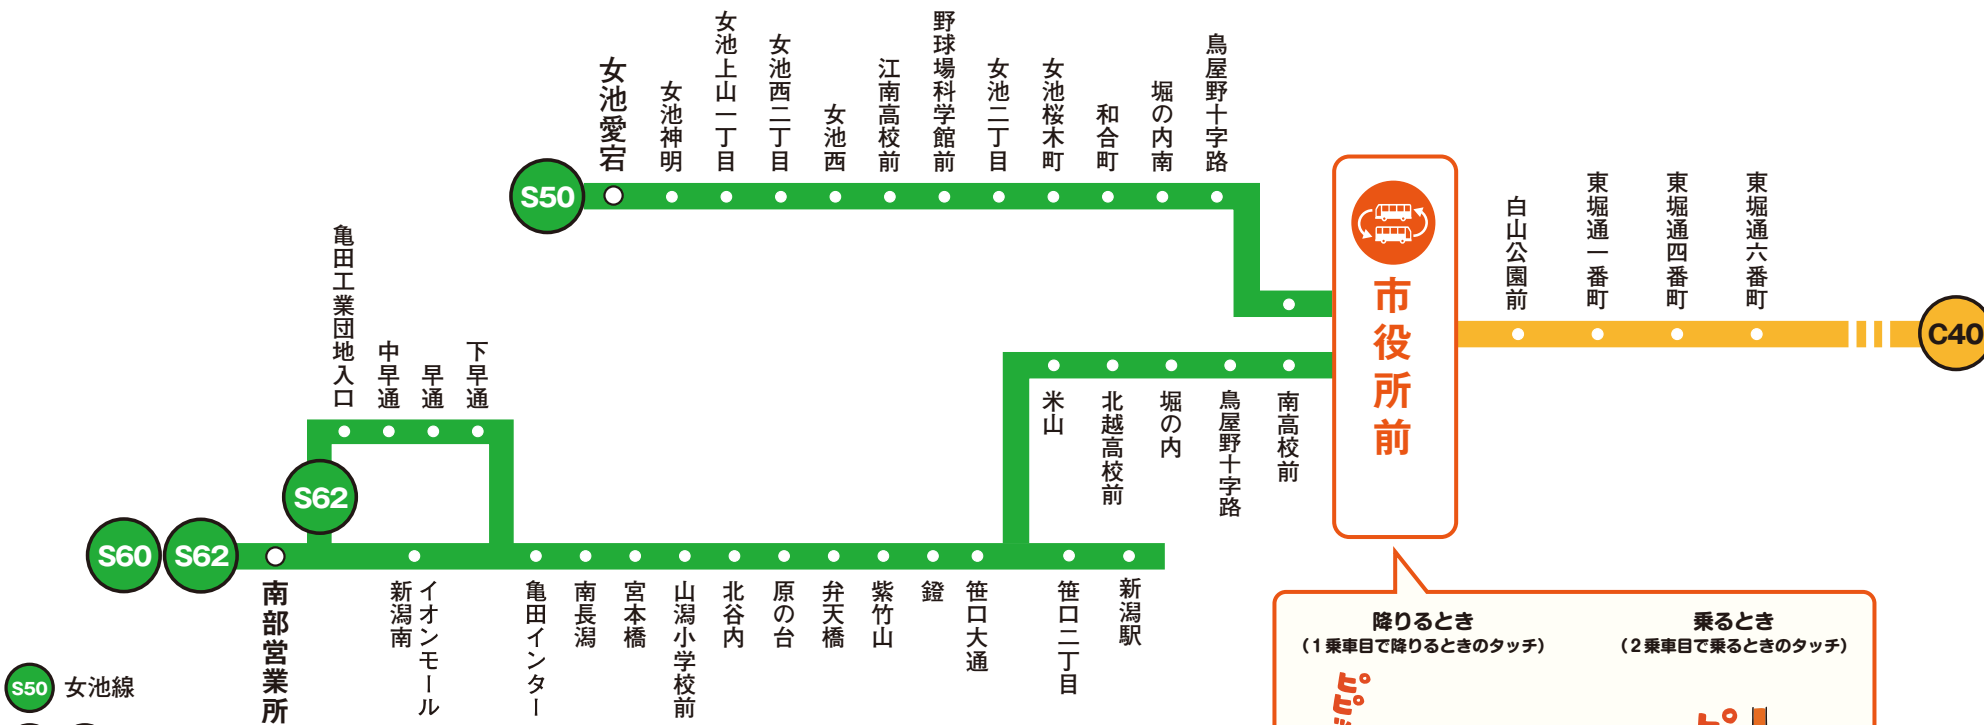 S50
女池愛宕
女池神明
女池上山一丁目
女池西二丁目
女池西
江南高校前
野球場科学館前
女池二丁目
女池桜木町
和合町
堀の内南
鳥屋野十字路
市役所前
白山公園前
東堀通一番町
東堀通四番町
東堀通六番町
C40
亀田工業団地入口
中早通
早通
下早通
S62
米山
北越高校前
堀の内
鳥屋野十字路
南高校前
S60
S62
南部営業所
イオンモール
新潟南
亀田インター
南長潟
宮本橋
山潟小学校前
北谷内
原の台
弁天橋
紫竹山
鐙
笹口大通
笹口二丁目
新潟駅
S50 女池線
降りるとき
(1乗車目で降りるときのタッチ)
ピピ
乗るとき
(2乗車目で乗るときのタッチ)
ピ